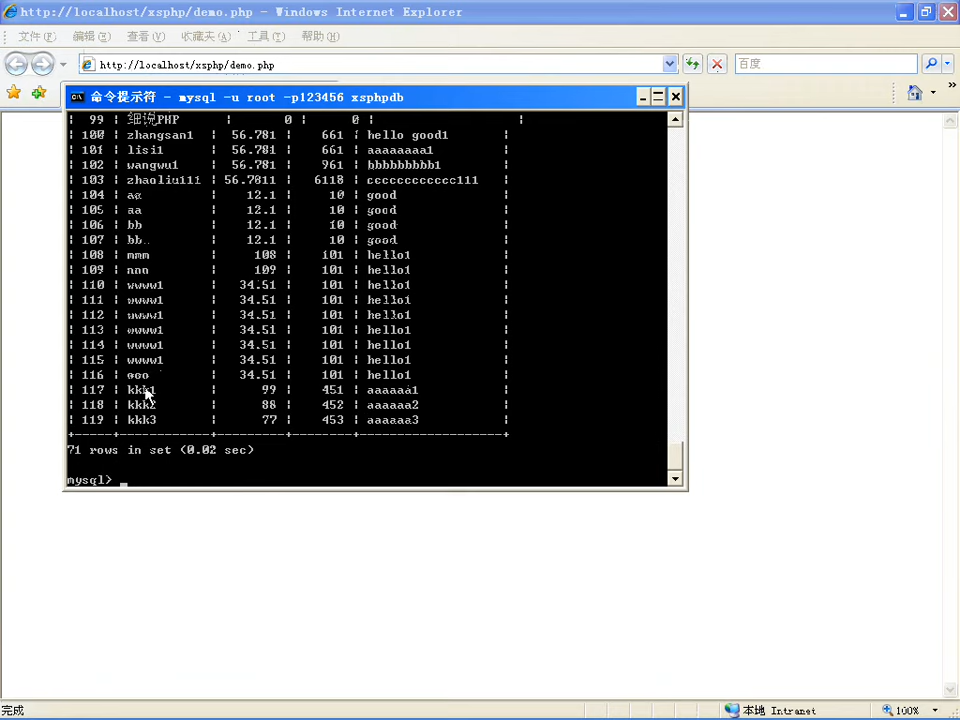 http://localhost/xsphp/demo.php - Windows Internet Explorer
文件(F) 编辑(E) 查看(V) 收藏夹(A) 工具(T) 帮助(H)
http://localhost/xsphp/demo.php 百度
命令提示符 - mysql -u root -p123456 xsphpdb
| 99 | 细说PHP | 0 | 0 | |
| 100 | zhangsan1 | 56.781 | 661 | hello good1 |
| 101 | lisi1 | 56.781 | 661 | aaaaaaaa1 |
| 102 | wangwu1 | 56.781 | 961 | bbbbbbbbb1 |
| 103 | zhaoliu111 | 56.7811 | 6118 | cccccccccccc111 |
| 104 | aa | 12.1 | 10 | good |
| 105 | aa | 12.1 | 10 | good |
| 106 | bb | 12.1 | 10 | good |
| 107 | bb | 12.1 | 10 | good |
| 108 | mmm | 108 | 101 | hello1 |
| 109 | nnn | 109 | 101 | hello1 |
| 110 | wwww1 | 34.51 | 101 | hello1 |
| 111 | wwww1 | 34.51 | 101 | hello1 |
| 112 | wwww1 | 34.51 | 101 | hello1 |
| 113 | wwww1 | 34.51 | 101 | hello1 |
| 114 | wwww1 | 34.51 | 101 | hello1 |
| 115 | wwww1 | 34.51 | 101 | hello1 |
| 116 | | 34.51 | 101 | hello1 |
| 117 | kkk1 | 99 | 451 | aaaaaa1 |
| 118 | kkk2 | 88 | 452 | aaaaaa2 |
| 119 | kkk3 | 77 | 453 | aaaaaa3 |
+-----+------------+---------+--------+--------------------+
71 rows in set (0.02 sec)
mysql> _
完成 本地 Intranet 100%